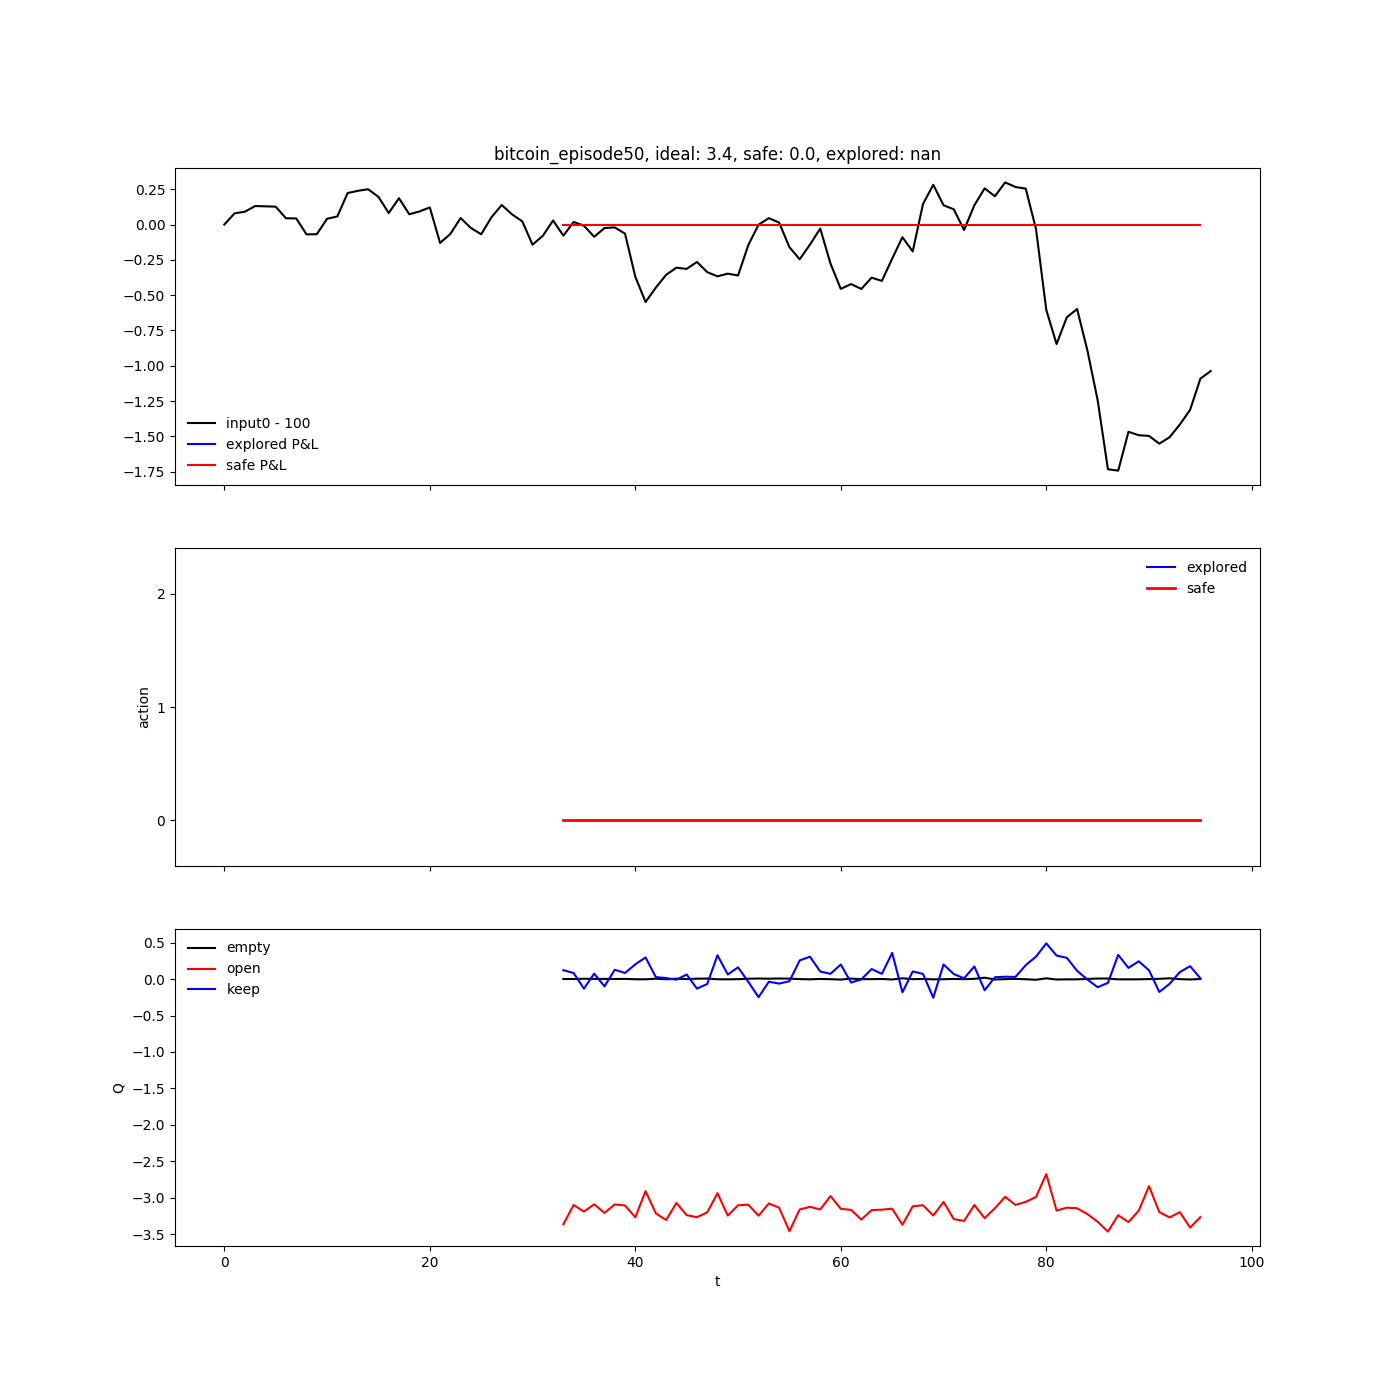 bitcoin_episode50, ideal: 3.4, safe: 0.0, explored: nan
0.25
0.00
−0.25
−0.50
−0.75
−1.00
−1.25
−1.50
−1.75
input0 - 100
explored P&L
safe P&L
2
1
0
action
explored
safe
0.5
0.0
−0.5
−1.0
−1.5
−2.0
−2.5
−3.0
−3.5
Q
empty
open
keep
0 20 40 60 80 100
t